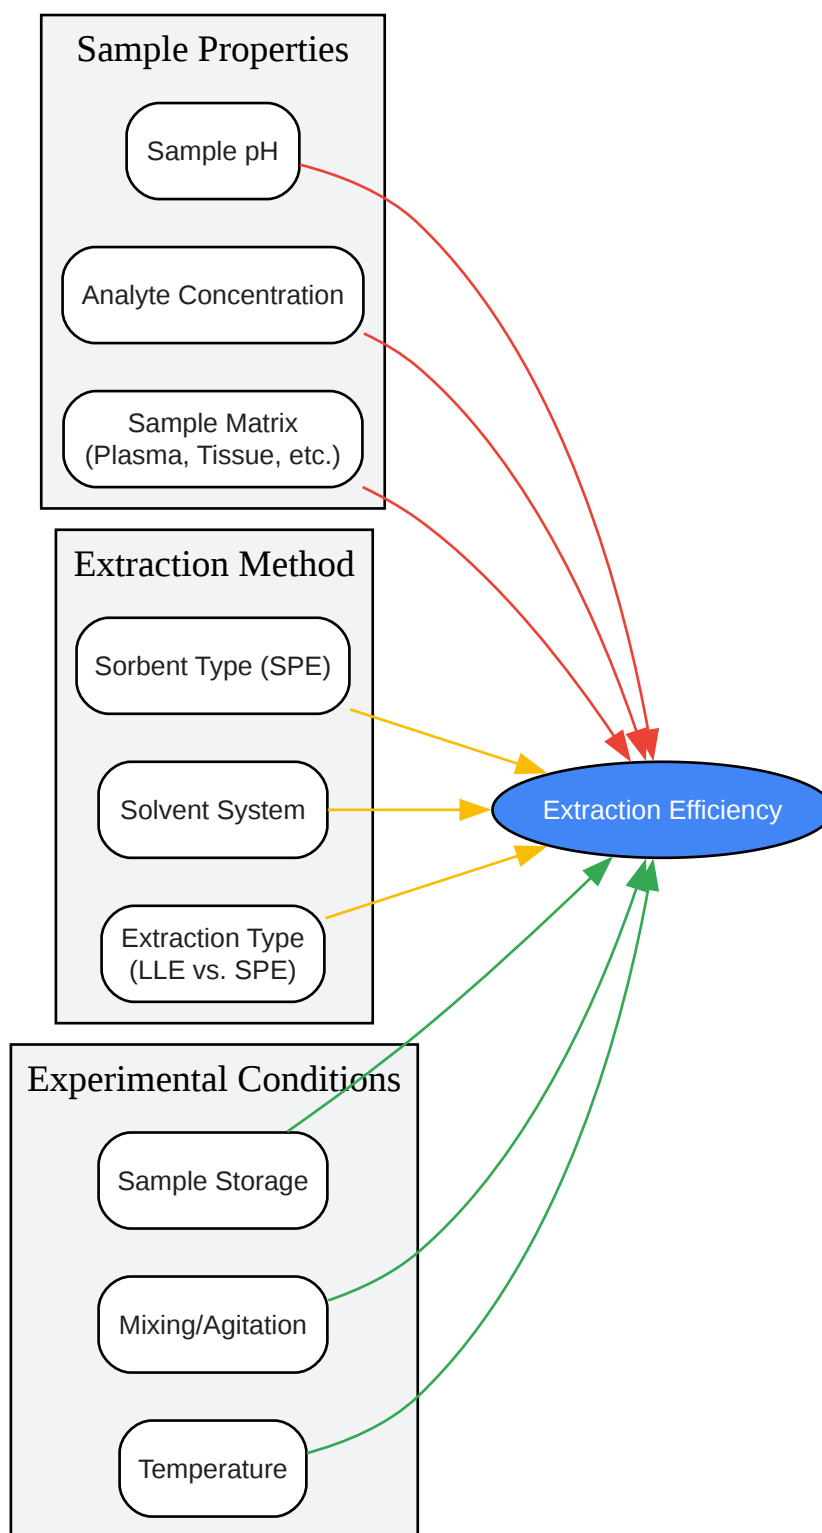 Sample Properties
Sample pH
Analyte Concentration
Sample Matrix
(Plasma, Tissue, etc.)
Extraction Method
Sorbent Type (SPE)
Solvent System
Extraction Type
(LLE vs. SPE)
Extraction Efficiency
Experimental Conditions
Sample Storage
Mixing/Agitation
Temperature